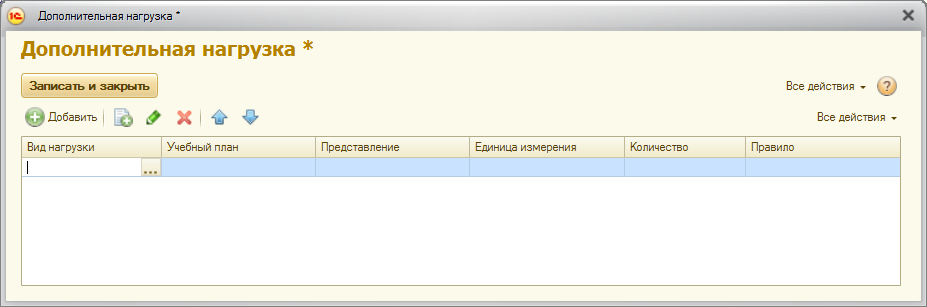 1С Дополнительная нагрузка *
Дополнительная нагрузка *
Записать и закрыть
Все действия
?
Добавить
Все действия
Вид нагрузки Учебный план Представление Единица измерения Количество Правило
...